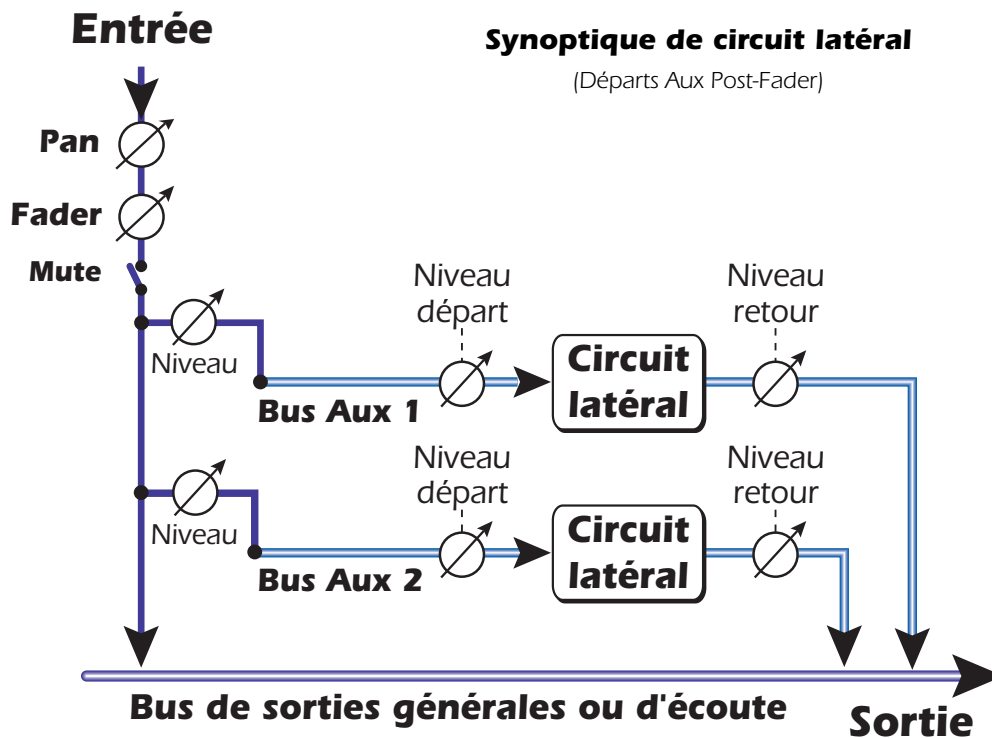 Entrée
Synoptique de circuit latéral
(Départs Aux Post-Fader)
Pan
Fader
Mute
Niveau
Niveau
départ
Circuit
latéral
Niveau
retour
Bus Aux 1
Niveau
Niveau
départ
Circuit
latéral
Niveau
retour
Bus Aux 2
Bus de sorties générales ou d'écoute
Sortie